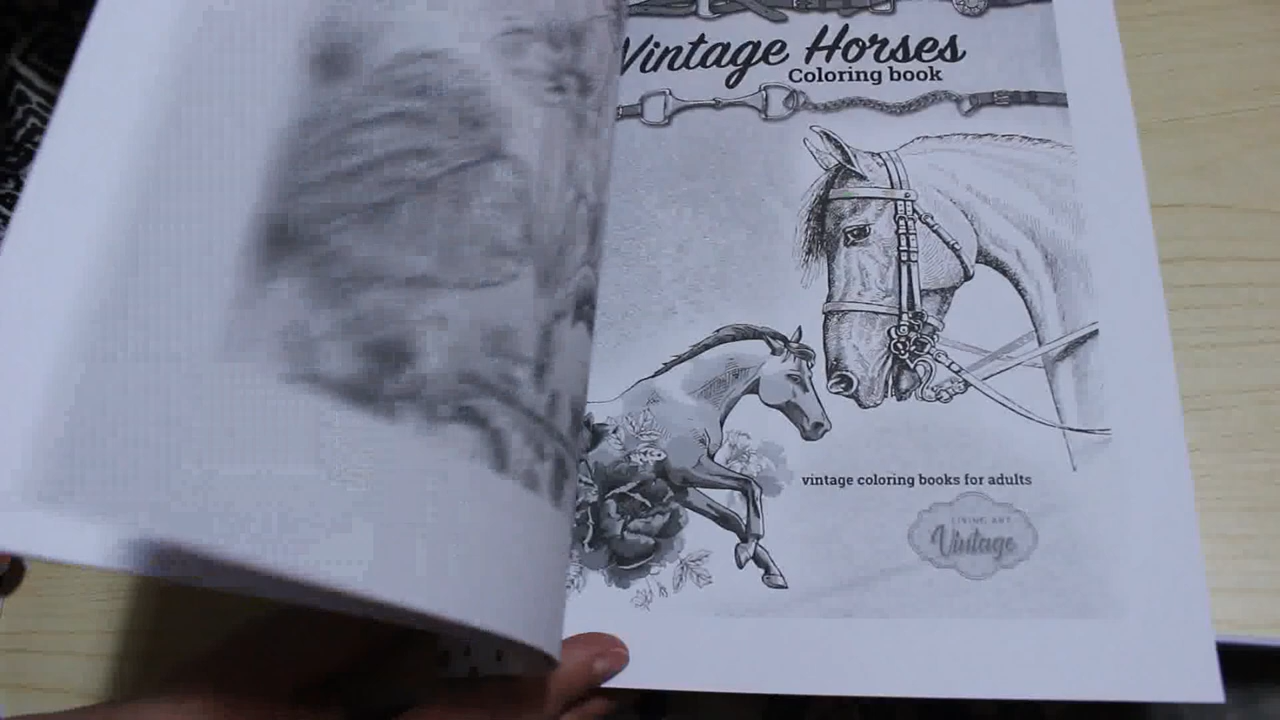 Vintage Horses
Coloring book
vintage coloring books for adults
LIVING ART
Vintage